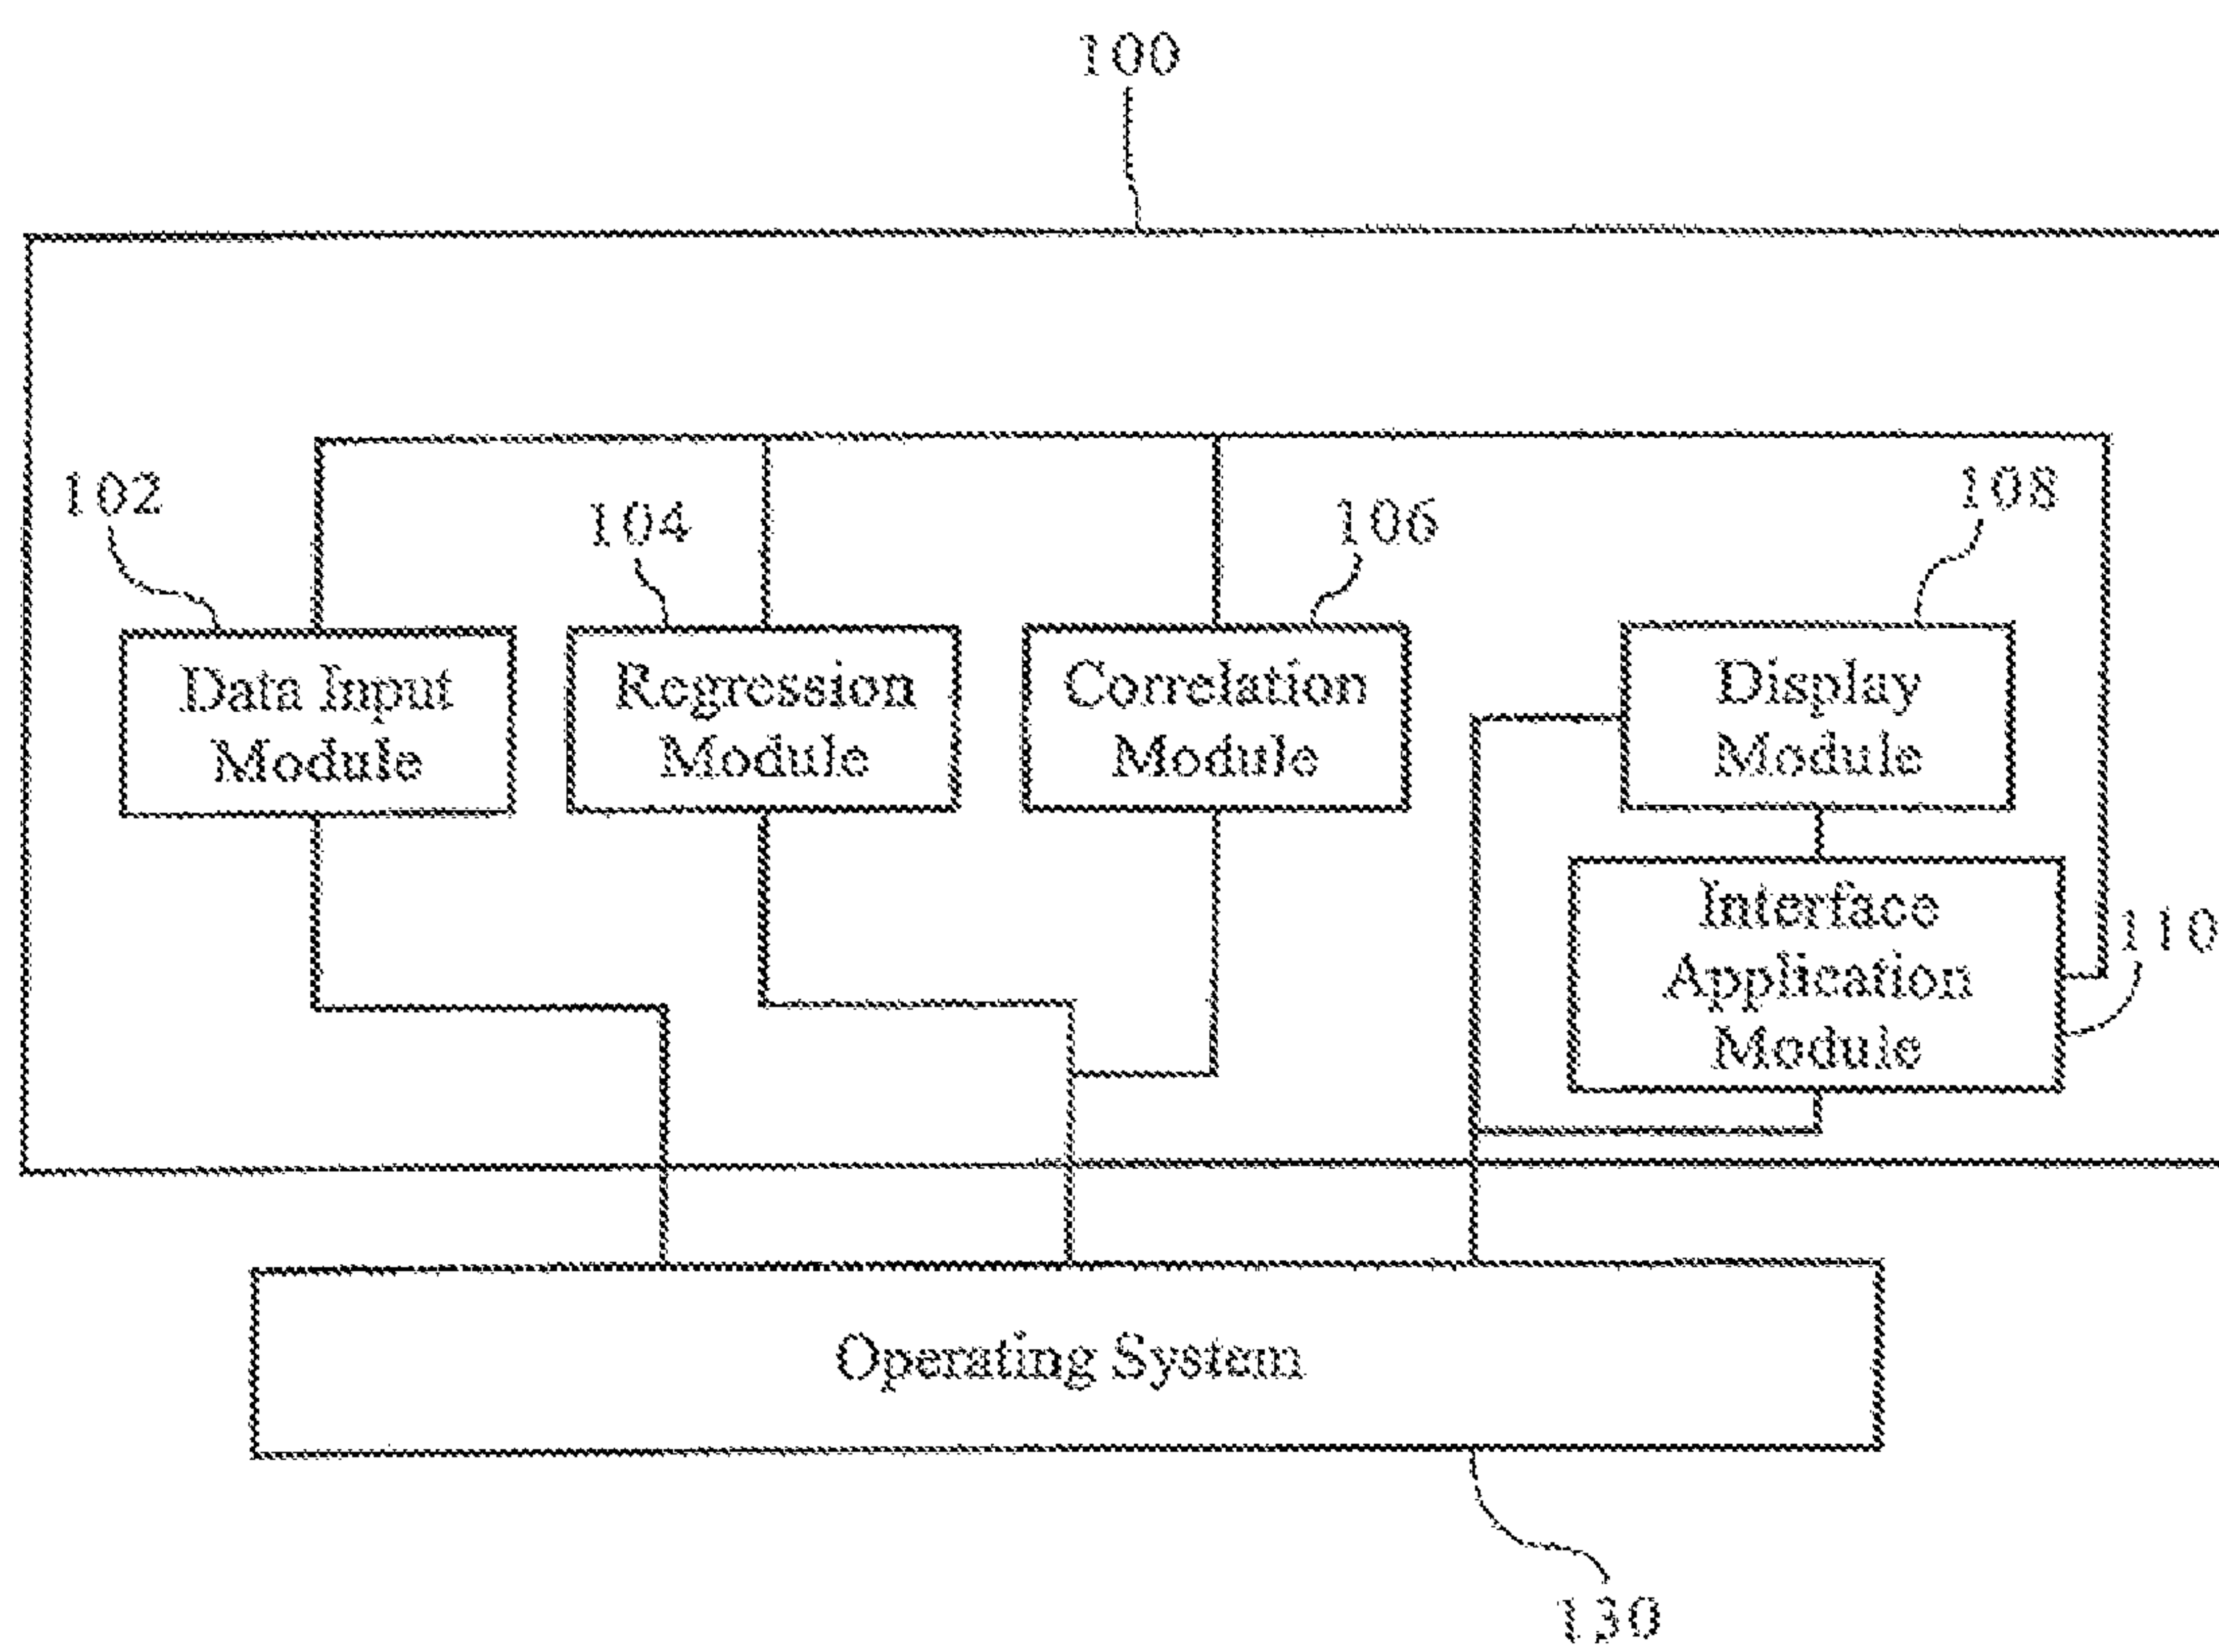 100
102
104
106
108
Data Input
Module
Regression
Module
Correlation
Module
Display
Module
Interface
Application
Module
110
Operating System
130